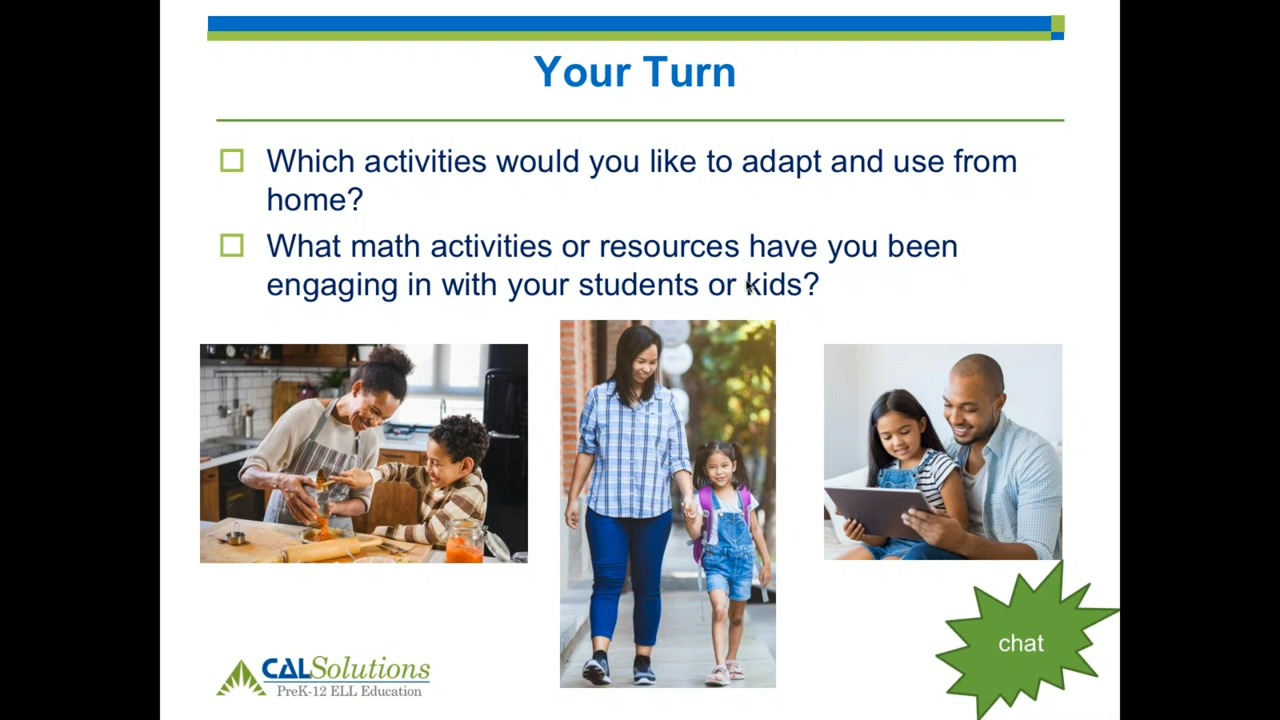 Your Turn
Which activities would you like to adapt and use from
home?
What math activities or resources have you been
engaging in with your students or kids?
chat
CALSolutions
PreK-12 ELL Education